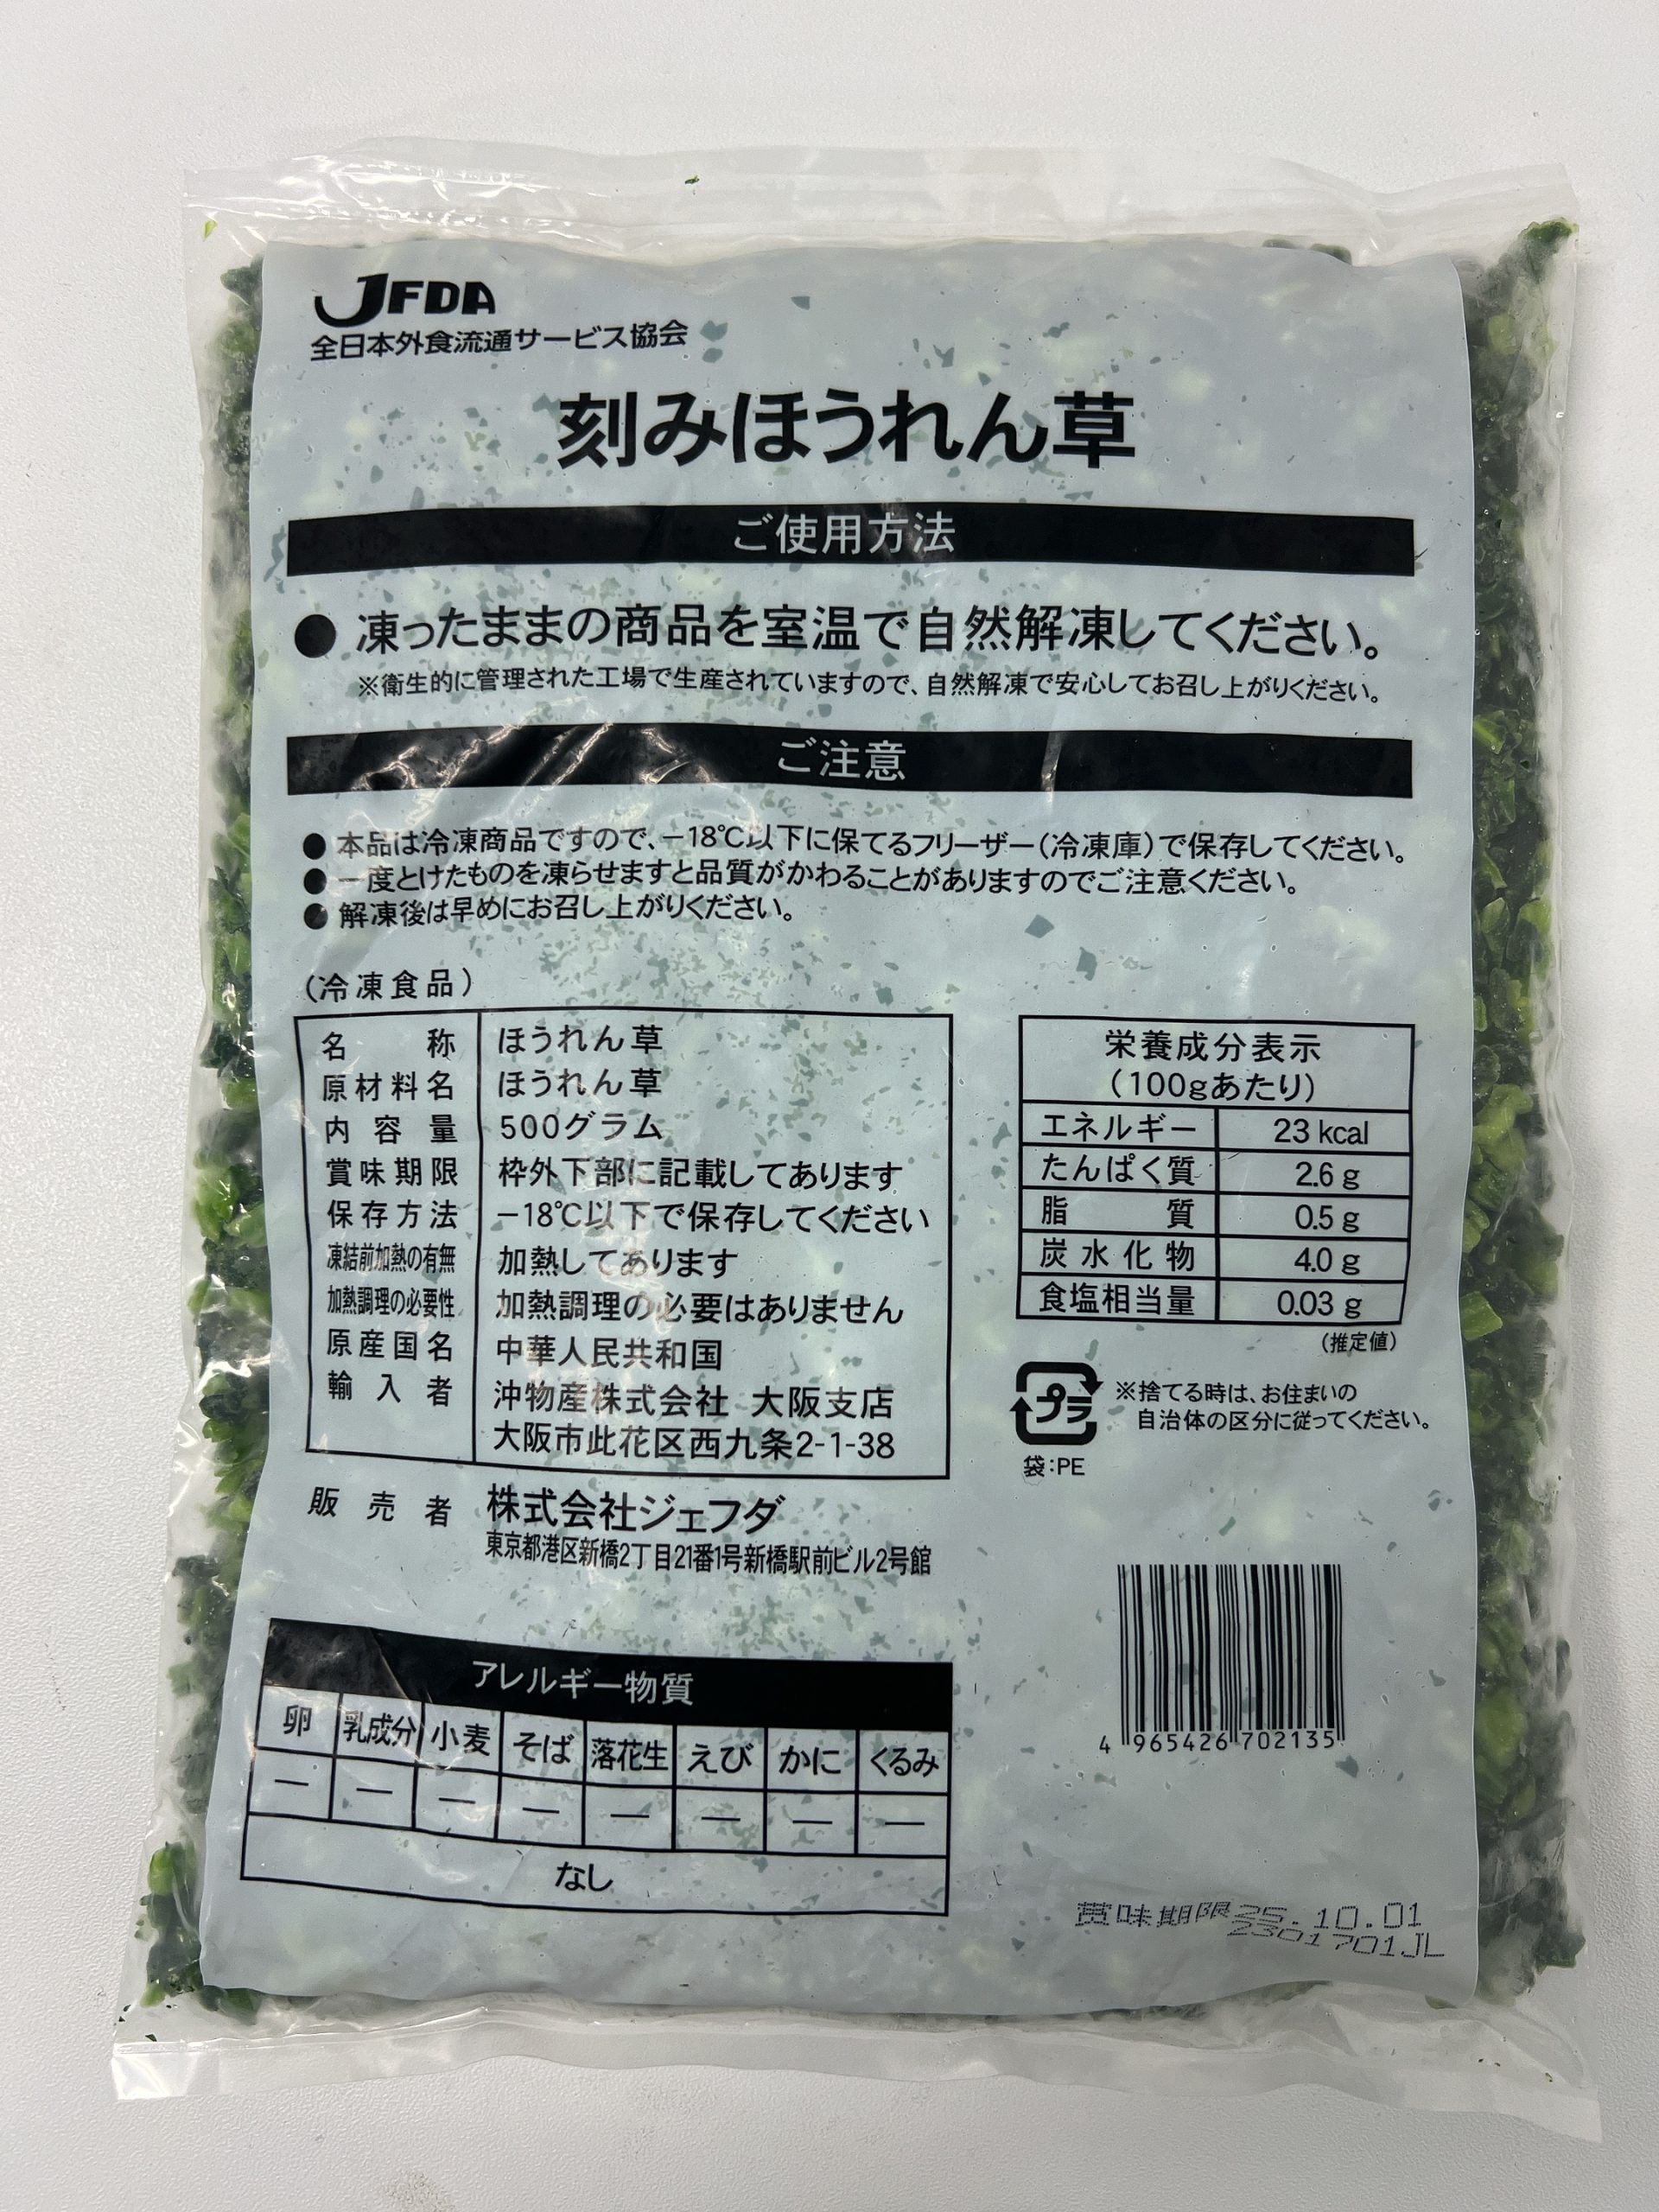 JFDA
全日本外食流通サービス協会
刻みほうれん草
ご使用方法
● 凍ったままの商品を室温で自然解凍してください。
※衛生的に管理された工場で生産されていますので、自然解凍で安心してお召し上がりください。
ご注意
● 本品は冷凍商品ですので、－18℃以下に保てるフリーザー（冷凍庫）で保存してください。
● 一度とけたものを凍らせますと品質がかわることがありますのでご注意ください。
● 解凍後は早めにお召し上がりください。
（冷凍食品）
名称 ほうれん草
原材料名 ほうれん草
内容量 500グラム
賞味期限 枠外下部に記載してあります
保存方法 －18℃以下で保存してください
凍結前加熱の有無 加熱してあります
加熱調理の必要性 加熱調理の必要はありません
原産国名 中華人民共和国
輸入者 沖物産株式会社 大阪支店
大阪市此花区西九条2-1-38
販売者 株式会社ジェフダ
東京都港区新橋2丁目21番1号新橋駅前ビル2号館
栄養成分表示
（100gあたり）
エネルギー 23 kcal
たんぱく質 2.6 g
脂質 0.5 g
炭水化物 4.0 g
食塩相当量 0.03 g
（推定値）
プラ
※捨てる時は、お住まいの
自治体の区分に従ってください。
袋：PE
アレルギー物質
卵 乳成分 小麦 そば 落花生 えび かに くるみ
― ― ― ― ― ― ― ―
なし
4 965426 702135
賞味期限 25.10.01
2301701JL